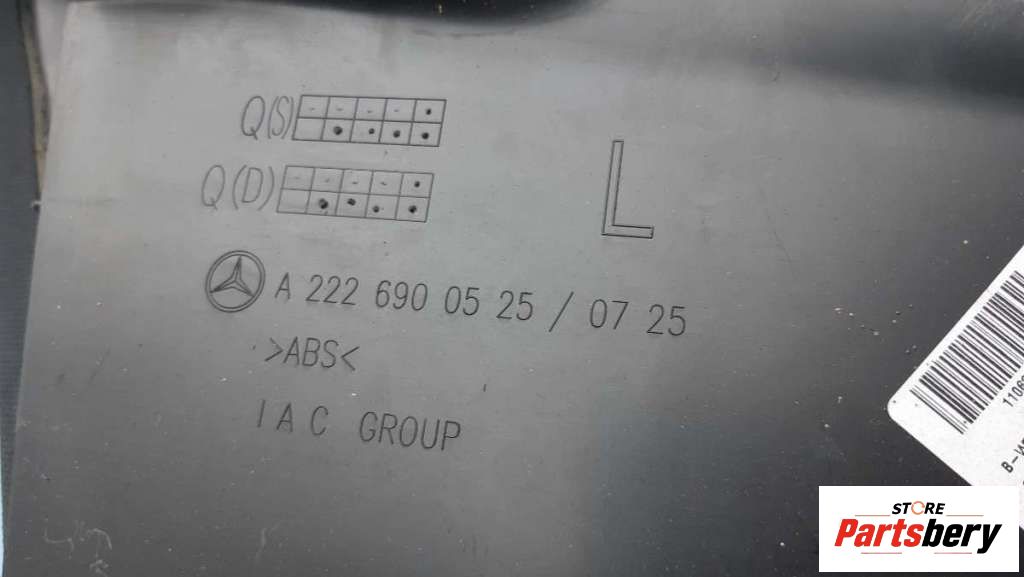 Q(S)
Q(D)
L
A 222 690 05 25 / 07 25
>ABS<
IAC GROUP
STORE
Partsbery